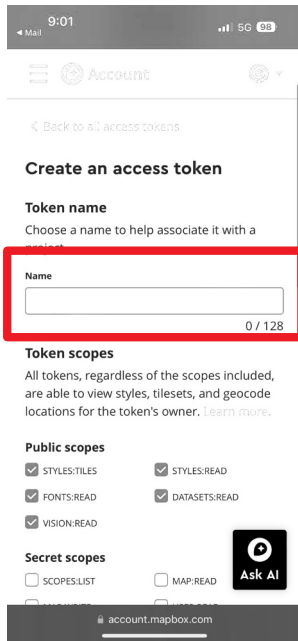 9:01
5G 98
Mail
Account
Back to all access tokens
Create an access token
Token name
Choose a name to help associate it with a
project
Name
0 / 128
Token scopes
All tokens, regardless of the scopes included,
are able to view styles, tilesets, and geocode
locations for the token's owner. Learn more.
Public scopes
STYLES:TILES STYLES:READ
FONTS:READ DATASETS:READ
VISION:READ
Secret scopes
SCOPES:LIST MAP:READ
Ask AI
account.mapbox.com